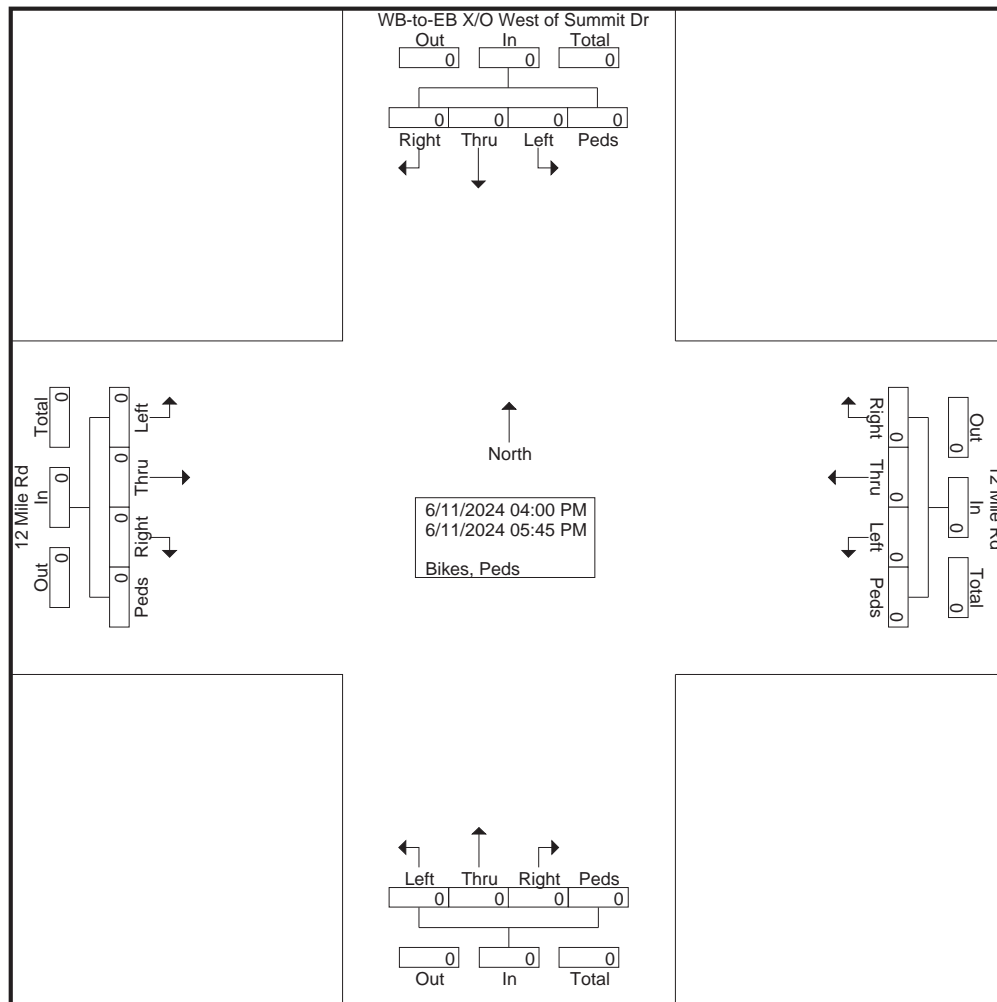 WB-to-EB X/O West of Summit Dr
Out In Total
0 0 0
0 0 0 0
Right Thru Left Peds
12 Mile Rd
Total In Out
0 0 0
0 0 0 0
Left Thru Right Peds
North
6/11/2024 04:00 PM
6/11/2024 05:45 PM
Bikes, Peds
Right Thru Left Peds
0 0 0 0
Out In Total
0 0 0
12 Mile Rd
Left Thru Right Peds
0 0 0 0
0 0 0
Out In Total